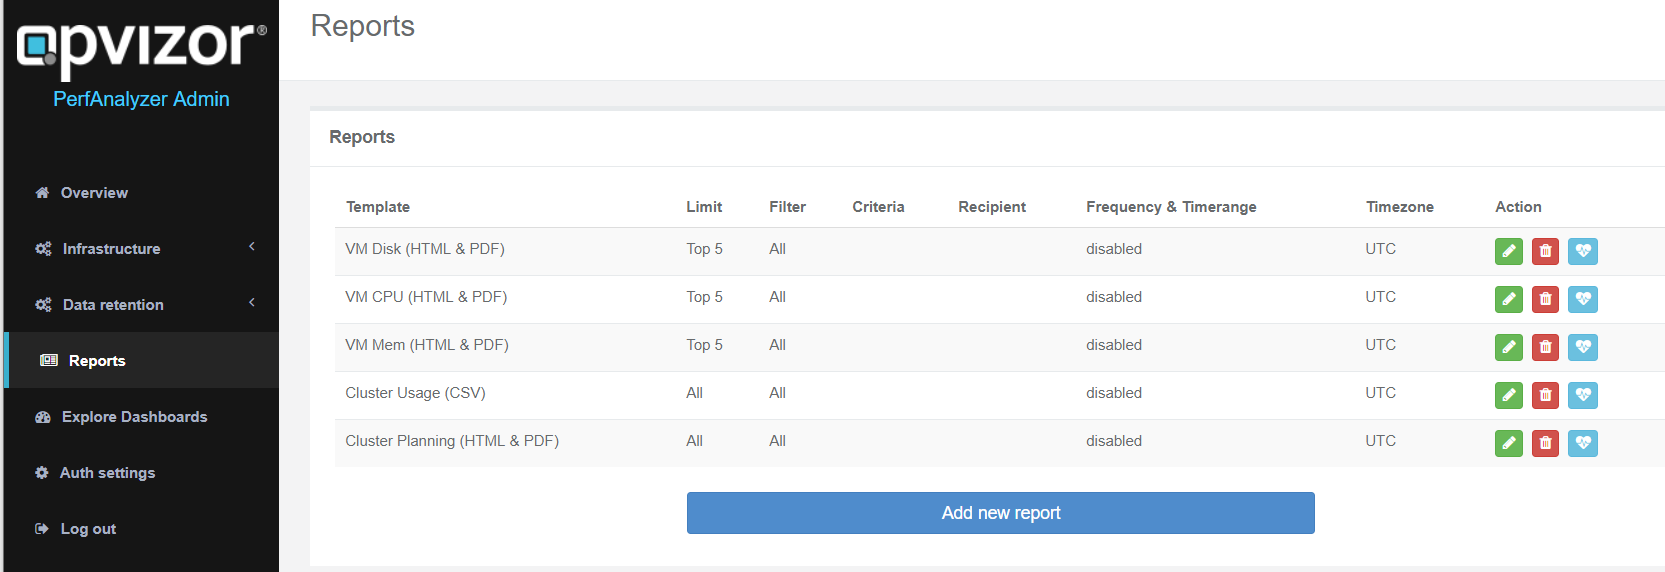 opvizor®
PerfAnalyzer Admin
Overview
Infrastructure
Data retention
Reports
Explore Dashboards
Auth settings
Log out
Reports
Reports
Template Limit Filter Criteria Recipient Frequency & Timerange Timezone Action
VM Disk (HTML & PDF) Top 5 All disabled UTC
VM CPU (HTML & PDF) Top 5 All disabled UTC
VM Mem (HTML & PDF) Top 5 All disabled UTC
Cluster Usage (CSV) All All disabled UTC
Cluster Planning (HTML & PDF) All All disabled UTC
Add new report